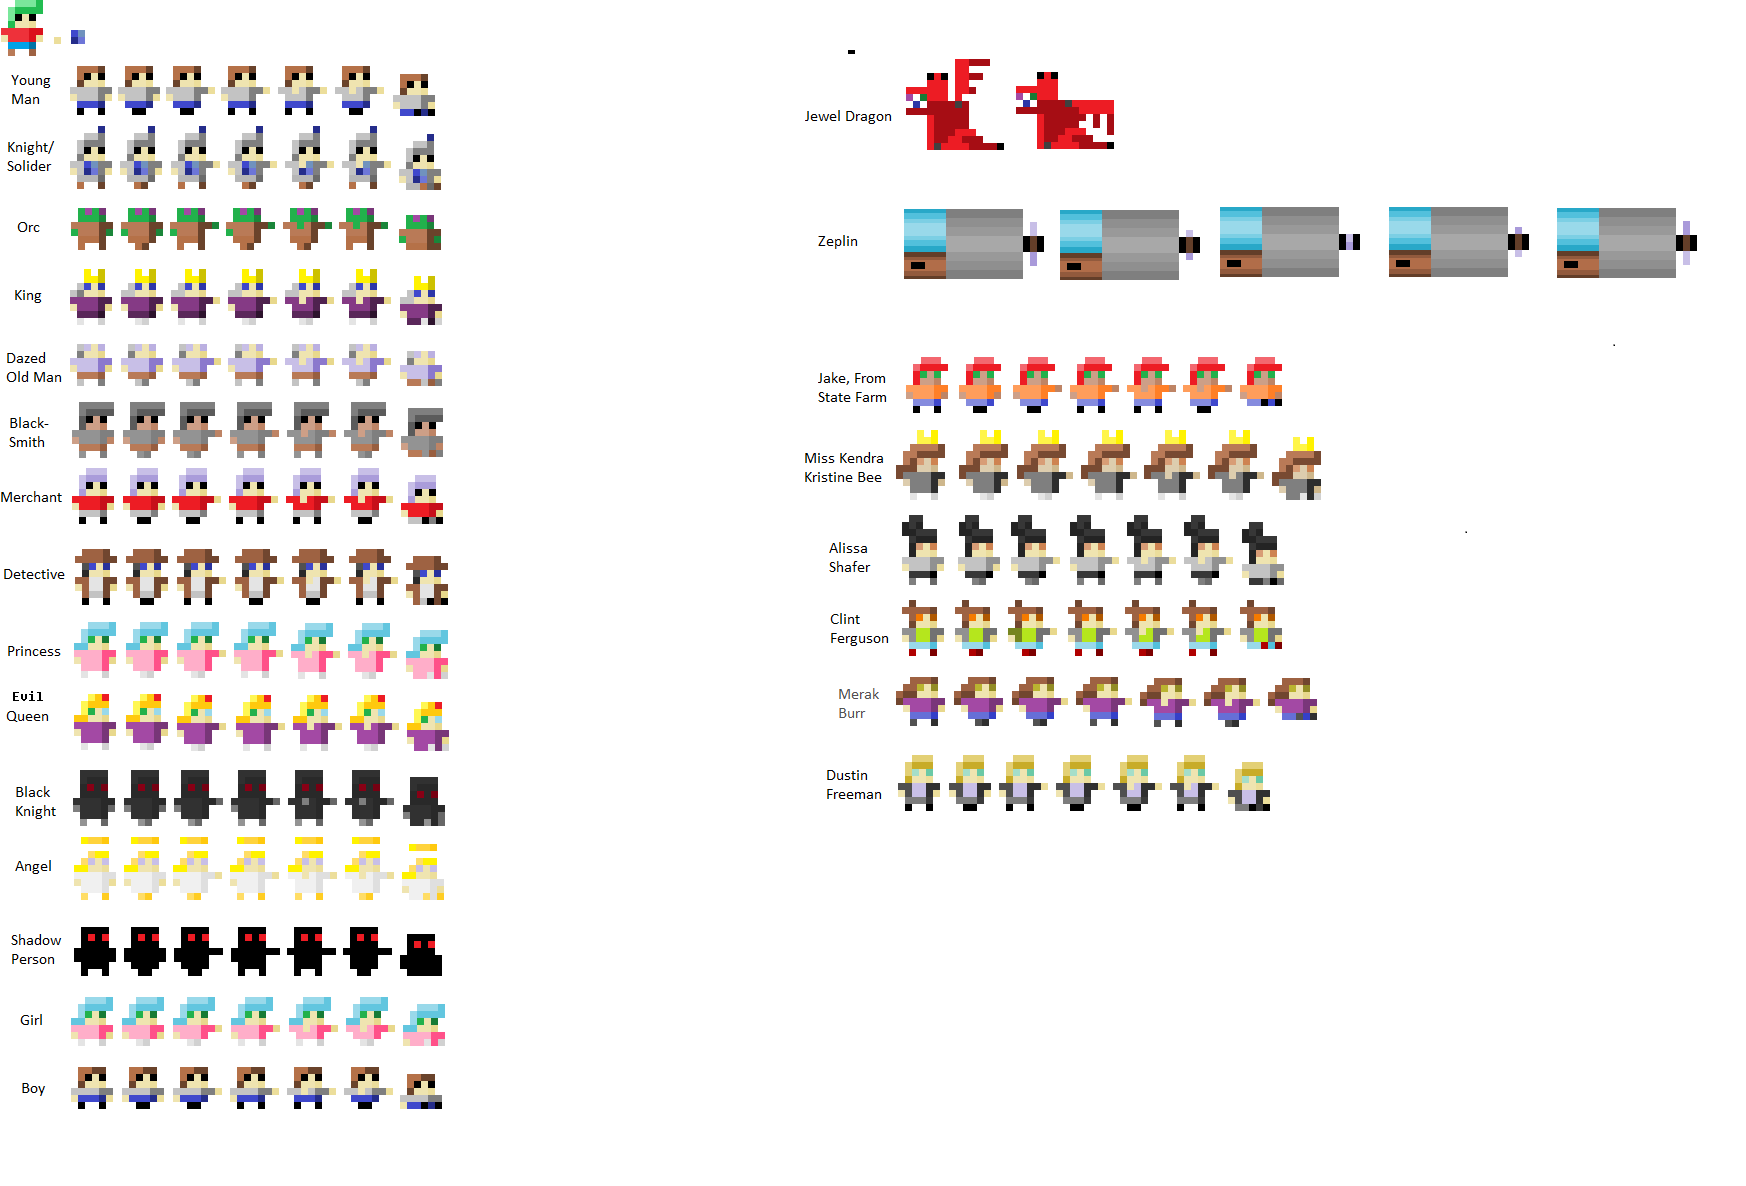 Young
Man
Knight/
Solider
Orc
King
Dazed
Old Man
Black-
Smith
Merchant
Detective
Princess
Evil
Queen
Black
Knight
Angel
Shadow
Person
Girl
Boy
Jewel Dragon
Zeplin
Jake, From
State Farm
Miss Kendra
Kristine Bee
Alissa
Shafer
Clint
Ferguson
Merak
Burr
Dustin
Freeman